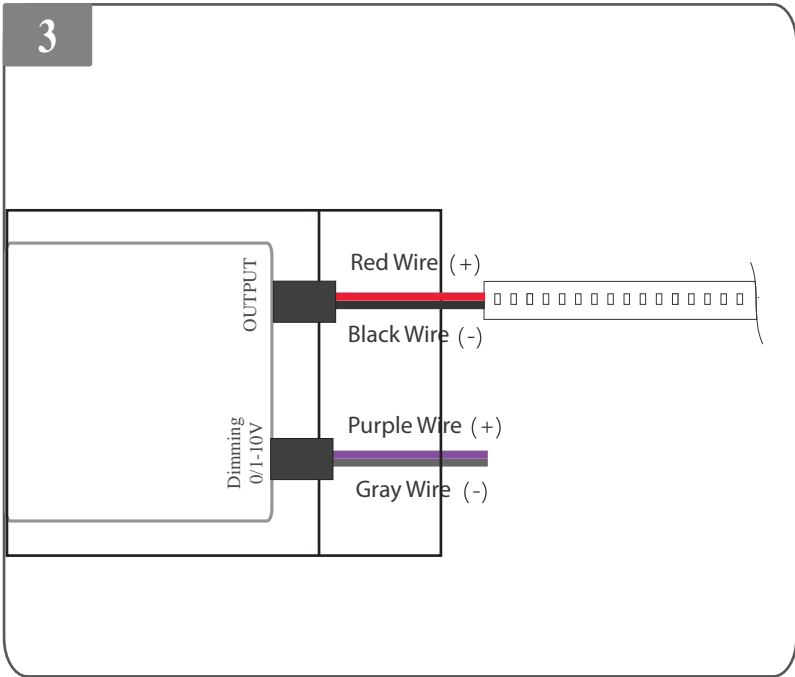 3
OUTPUT
Red Wire (+)
Black Wire (-)
Dimming
0/1-10V
Purple Wire (+)
Gray Wire (-)